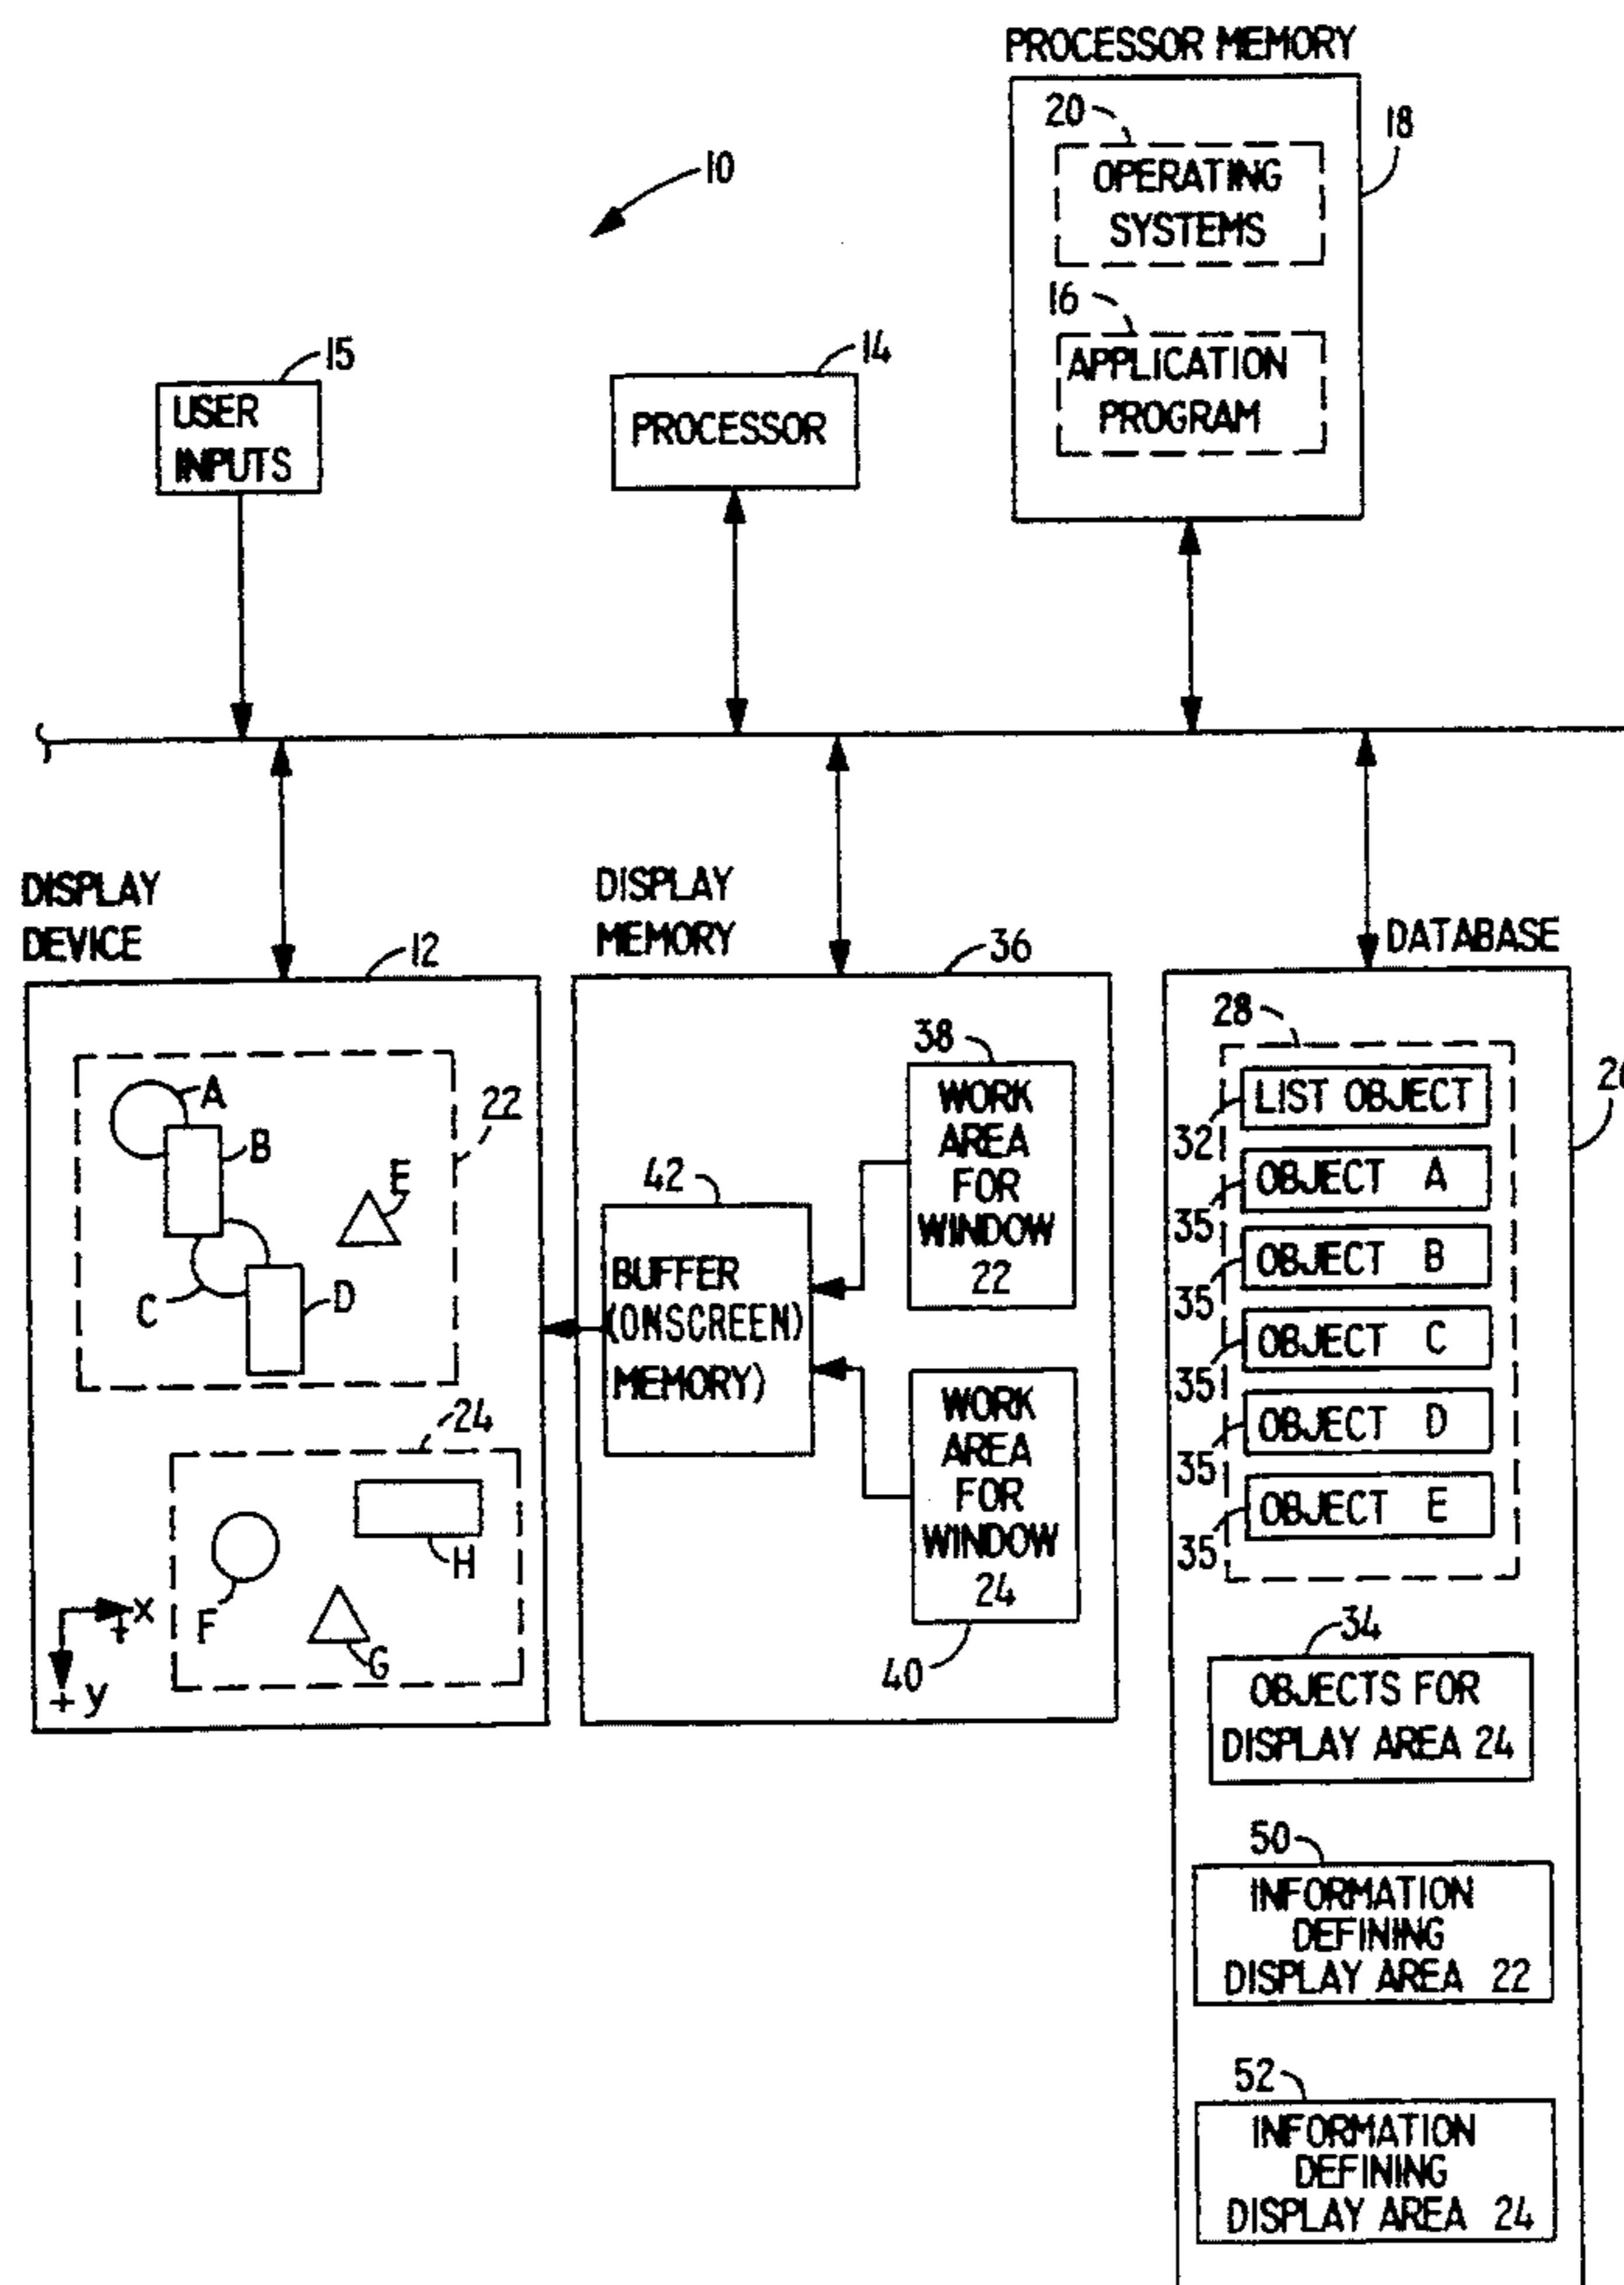 PROCESSOR MEMORY
20
18
OPERATING
SYSTEMS
10
16
APPLICATION
PROGRAM
15
USER
INPUTS
14
PROCESSOR
DISPLAY
DEVICE
12
A
B
E
22
C
D
24
H
F
G
+ x
+ y
DISPLAY
MEMORY
36
38
WORK
AREA
FOR
WINDOW
22
42
BUFFER
(ONSCREEN)
MEMORY)
WORK
AREA
FOR
WINDOW
24
40
DATABASE
28
LIST OBJECT
32
OBJECT A
35
OBJECT B
35
OBJECT C
35
OBJECT D
35
OBJECT E
35
34
OBJECTS FOR
DISPLAY AREA 24
50
INFORMATION
DEFINING
DISPLAY AREA 22
52
INFORMATION
DEFINING
DISPLAY AREA 24